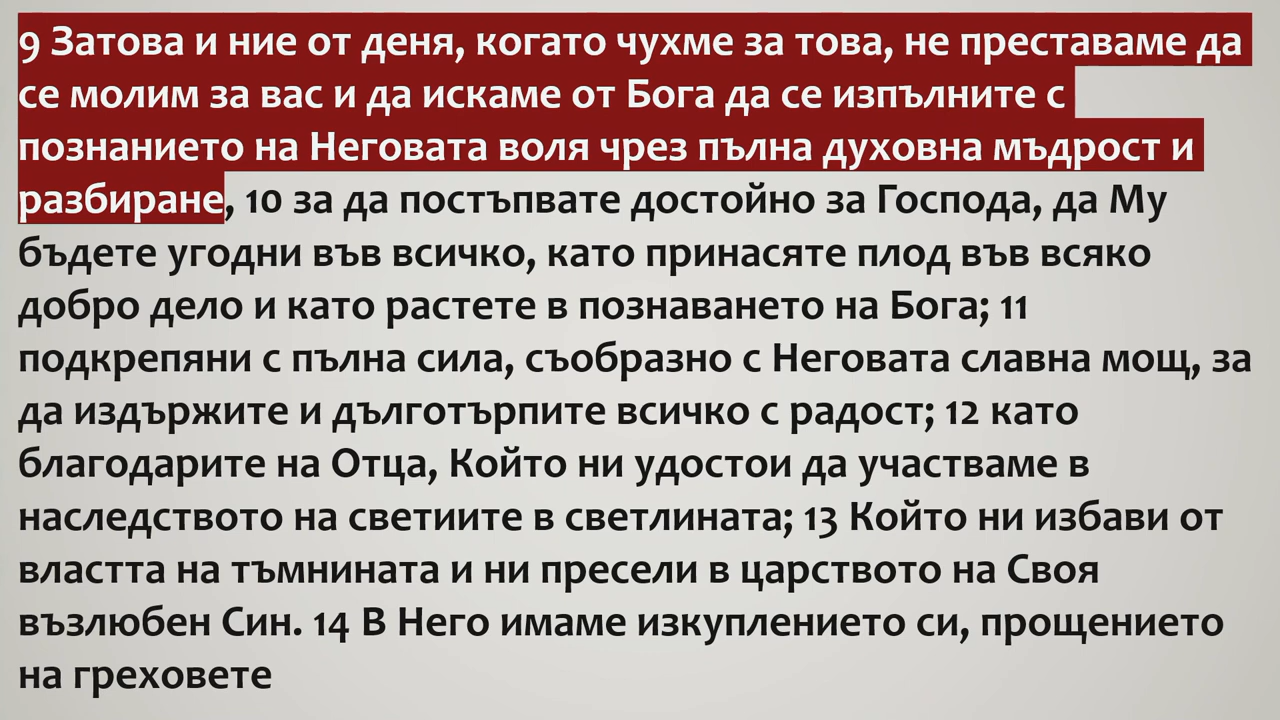 9 Затова и ние от деня, когато чухме за това, не преставаме да
се молим за вас и да искаме от Бога да се изпълните с
познанието на Неговата воля чрез пълна духовна мъдрост и
разбиране, 10 за да постъпвате достойно за Господа, да Му
бъдете угодни във всичко, като принасяте плод във всяко
добро дело и като растете в познаването на Бога; 11
подкрепяни с пълна сила, съобразно с Неговата славна мощ, за
да издържите и дълготърпите всичко с радост; 12 като
благодарите на Отца, Който ни удостои да участваме в
наследството на светиите в светлината; 13 Който ни избави от
властта на тъмнината и ни пресели в царството на Своя
възлюбен Син. 14 В Него имаме изкуплението си, прощението
на греховете